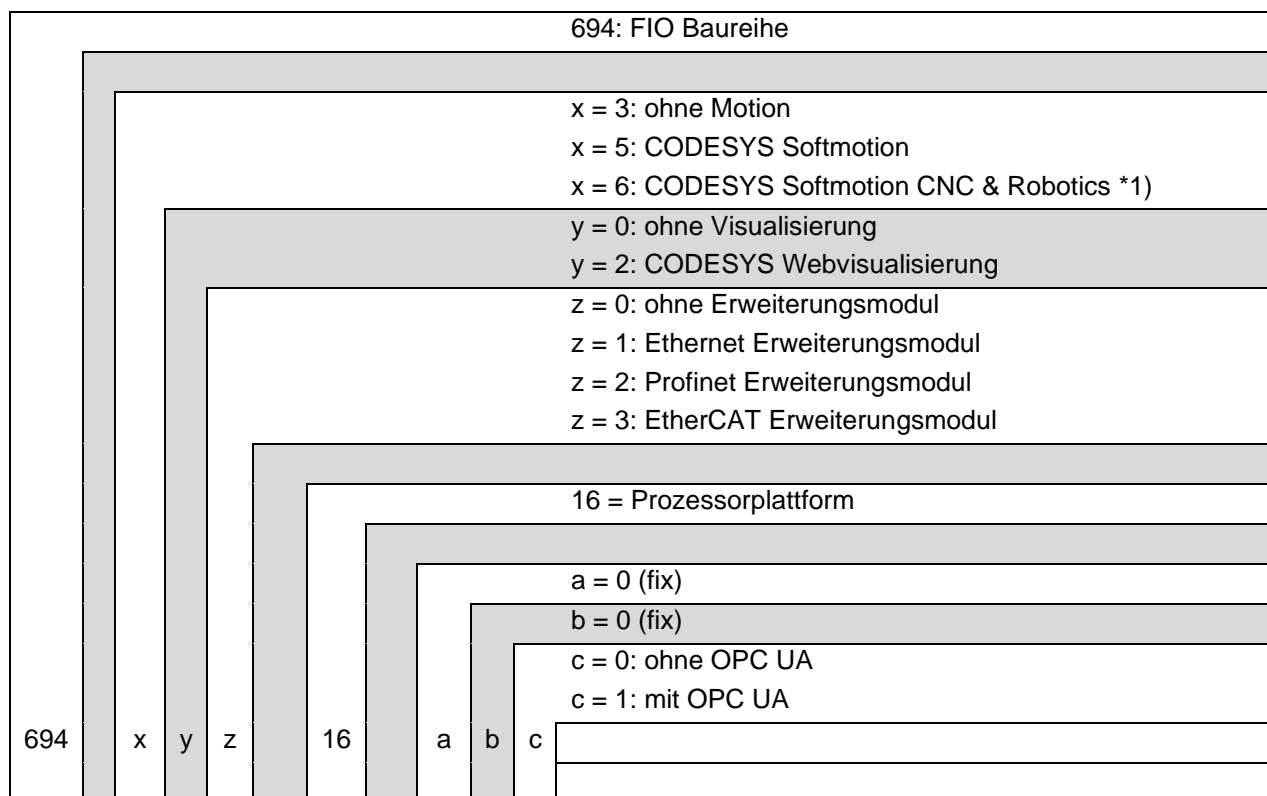 694: FIO Baureihe
x = 3: ohne Motion
x = 5: CODESYS Softmotion
x = 6: CODESYS Softmotion CNC & Robotics *1)
y = 0: ohne Visualisierung
y = 2: CODESYS Webvisualisierung
z = 0: ohne Erweiterungsmodul
z = 1: Ethernet Erweiterungsmodul
z = 2: Profinet Erweiterungsmodul
z = 3: EtherCAT Erweiterungsmodul
16 = Prozessorplattform
a = 0 (fix)
b = 0 (fix)
c = 0: ohne OPC UA
c = 1: mit OPC UA
694 x y z 16 a b c